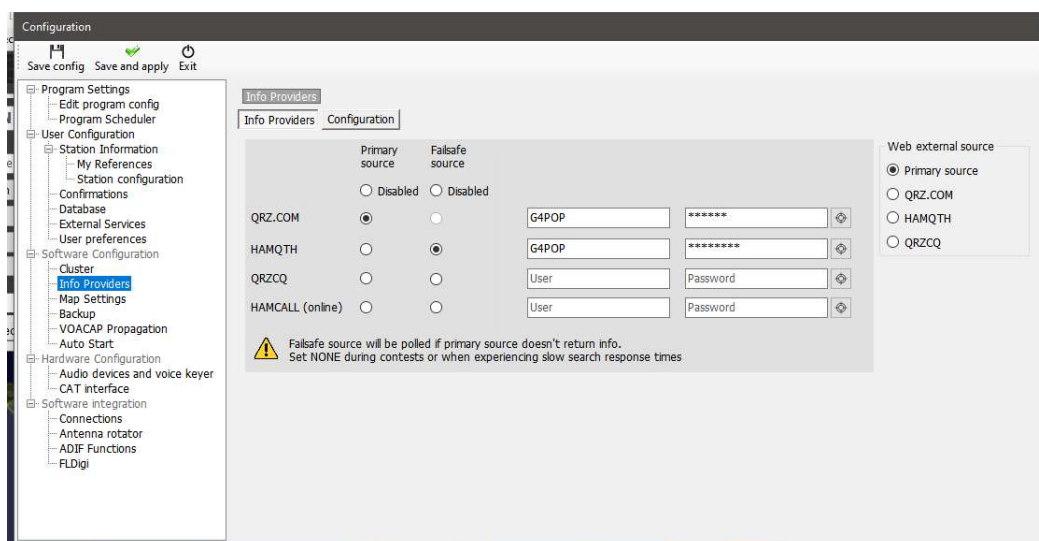 Configuration
Save config Save and apply Exit
Program Settings
Edit program config
Program Scheduler
User Configuration
Station Information
My References
Station configuration
Confirmations
Database
External Services
User preferences
Software Configuration
Cluster
Info Providers
Map Settings
Backup
VOACAP Propagation
Auto Start
Hardware Configuration
Audio devices and voice keyer
CAT interface
Software integration
Connections
Antenna rotator
ADIF Functions
FLDigi
Info Providers
Info Providers Configuration
Primary source Failsafe source
Disabled Disabled
QRZ.COM G4POP ******
HAMQTH G4POP ********
QRZCQ User Password
HAMCALL (online) User Password
Failsafe source will be polled if primary source doesn't return info.
Set NONE during contests or when experiencing slow search response times
Web external source
Primary source
QRZ.COM
HAMQTH
QRZCQ